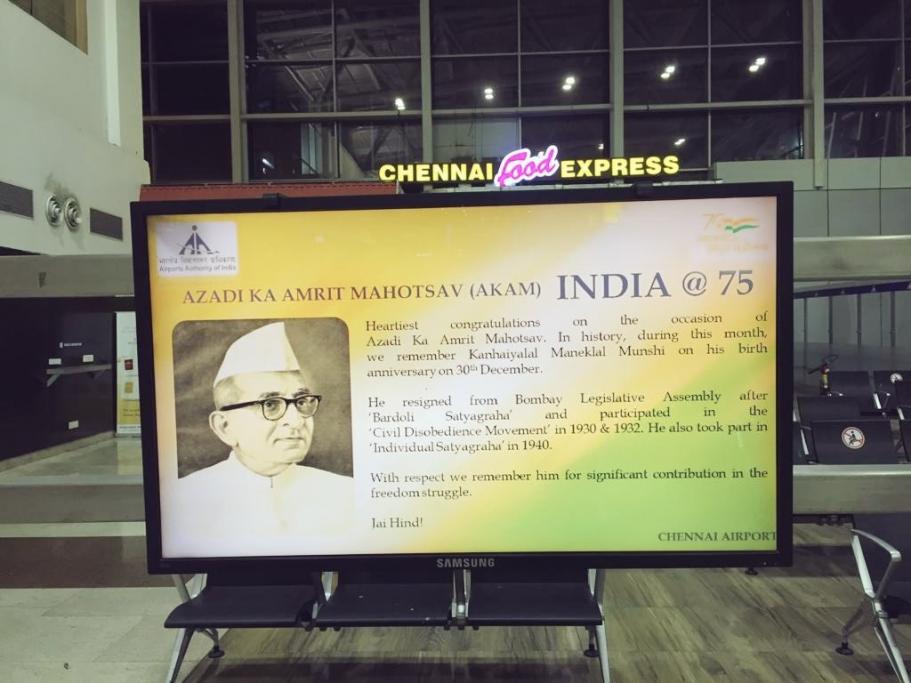 CHENNAI Food EXPRESS
भारतीय विमानपत्तन प्राधिकरण
Airports Authority of India
AZADI KA AMRIT MAHOTSAV (AKAM) INDIA @ 75
Heartiest congratulations on the occasion of
Azadi Ka Amrit Mahotsav. In history, during this month,
we remember Kanhaiyalal Maneklal Munshi on his birth
anniversary on 30th December.
He resigned from Bombay Legislative Assembly after
'Bardoli Satyagraha' and participated in the
'Civil Disobedience Movement' in 1930 & 1932. He also took part in
'Individual Satyagraha' in 1940.
With respect we remember him for significant contribution in the
freedom struggle.
Jai Hind!
CHENNAI AIRPORT
SAMSUNG